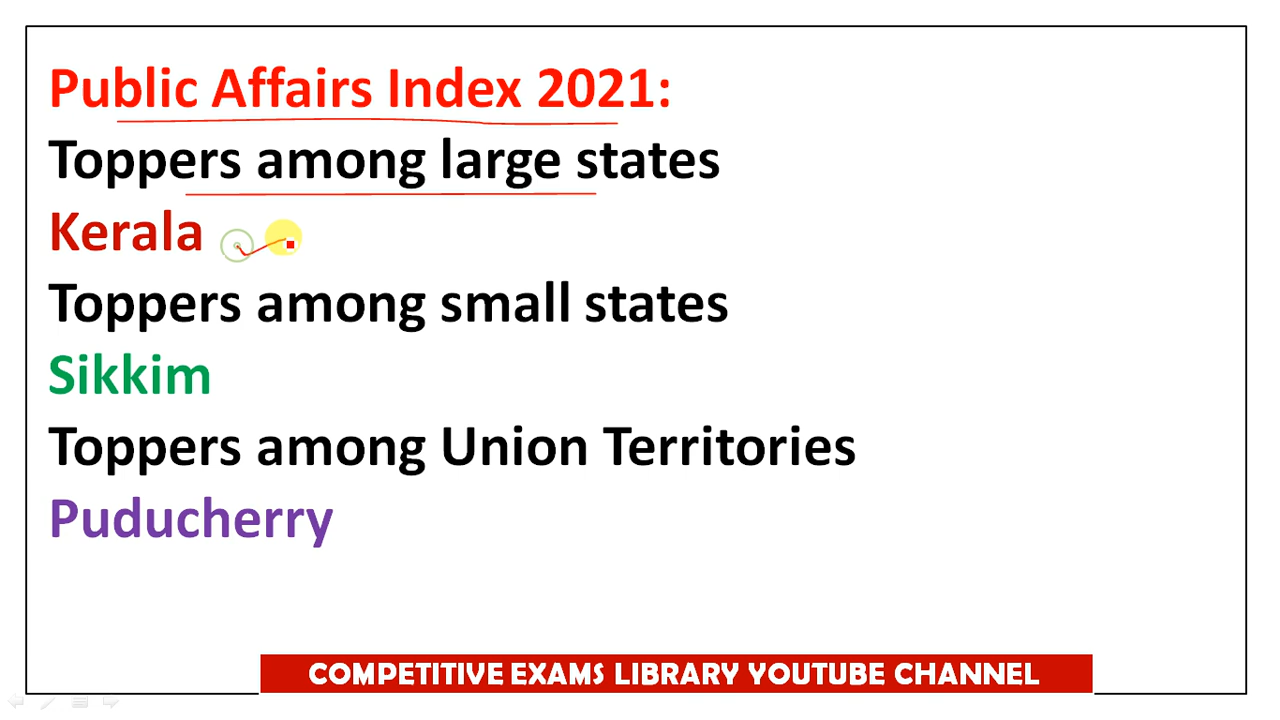 Public Affairs Index 2021:
Toppers among large states
Kerala
Toppers among small states
Sikkim
Toppers among Union Territories
Puducherry
COMPETITIVE EXAMS LIBRARY YOUTUBE CHANNEL